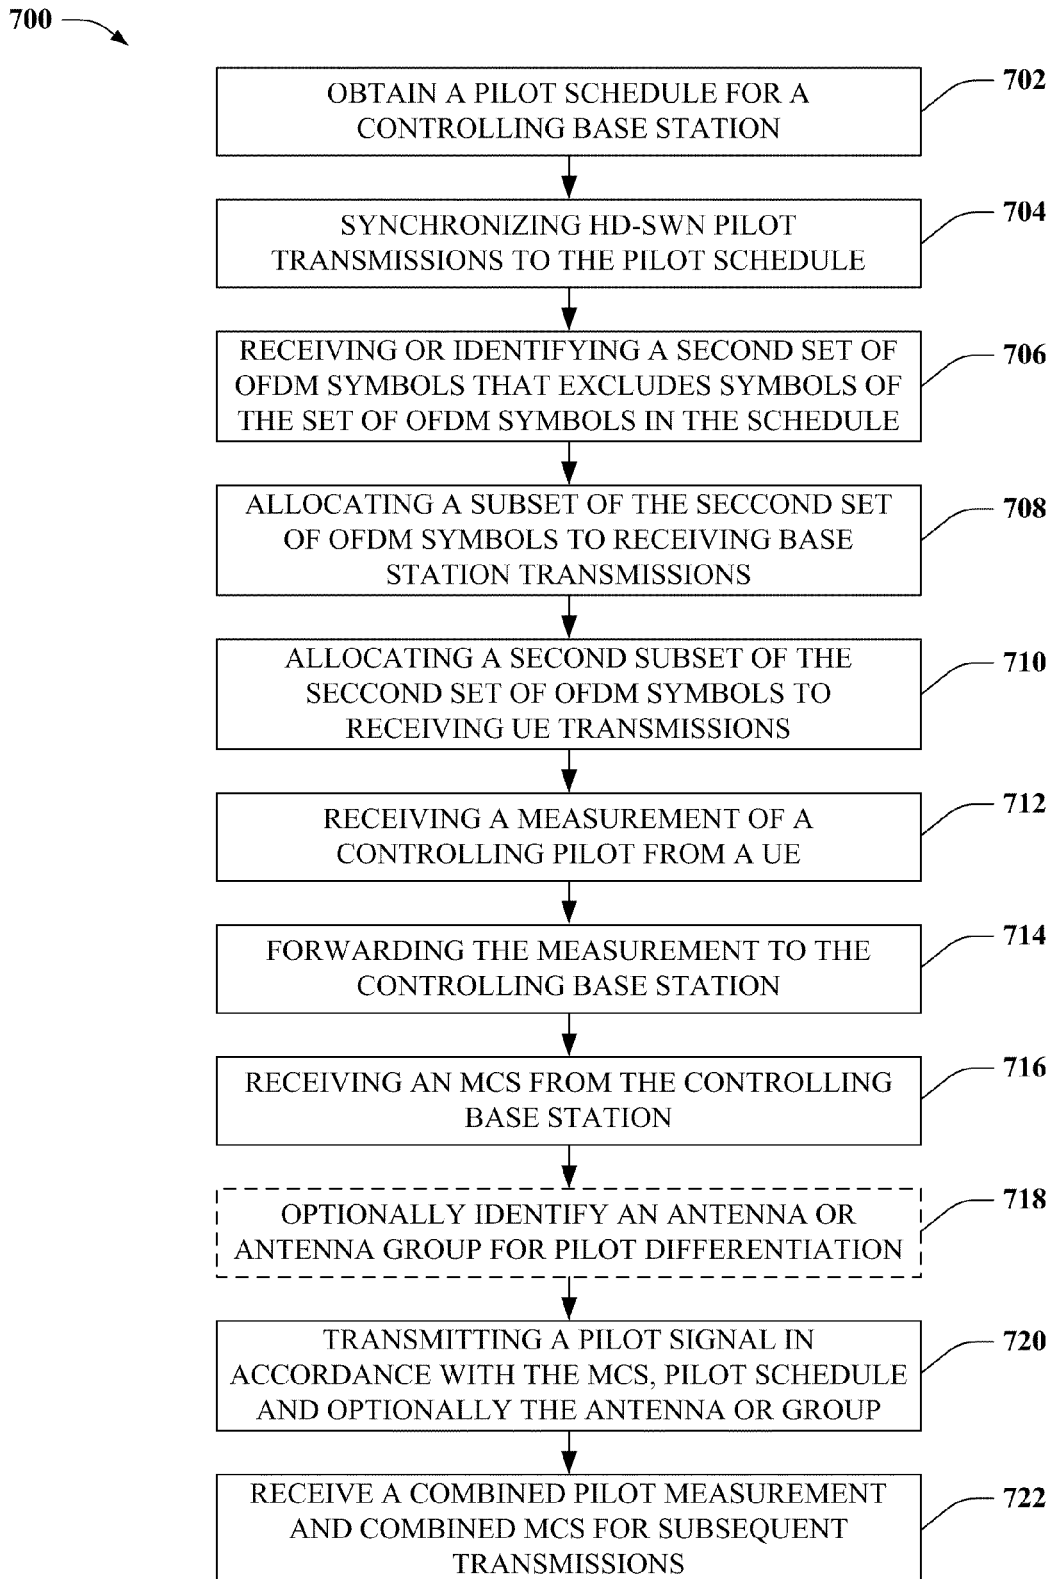 700
OBTAIN A PILOT SCHEDULE FOR A
CONTROLLING BASE STATION
702
SYNCHRONIZING HD-SWN PILOT
TRANSMISSIONS TO THE PILOT SCHEDULE
704
RECEIVING OR IDENTIFYING A SECOND SET OF
OFDM SYMBOLS THAT EXCLUDES SYMBOLS OF
THE SET OF OFDM SYMBOLS IN THE SCHEDULE
706
ALLOCATING A SUBSET OF THE SECCOND SET
OF OFDM SYMBOLS TO RECEIVING BASE
STATION TRANSMISSIONS
708
ALLOCATING A SECOND SUBSET OF THE
SECCOND SET OF OFDM SYMBOLS TO
RECEIVING UE TRANSMISSIONS
710
RECEIVING A MEASUREMENT OF A
CONTROLLING PILOT FROM A UE
712
FORWARDING THE MEASUREMENT TO THE
CONTROLLING BASE STATION
714
RECEIVING AN MCS FROM THE CONTROLLING
BASE STATION
716
OPTIONALLY IDENTIFY AN ANTENNA OR
ANTENNA GROUP FOR PILOT DIFFERENTIATION
718
TRANSMITTING A PILOT SIGNAL IN
ACCORDANCE WITH THE MCS, PILOT SCHEDULE
AND OPTIONALLY THE ANTENNA OR GROUP
720
RECEIVE A COMBINED PILOT MEASUREMENT
AND COMBINED MCS FOR SUBSEQUENT
TRANSMISSIONS
722